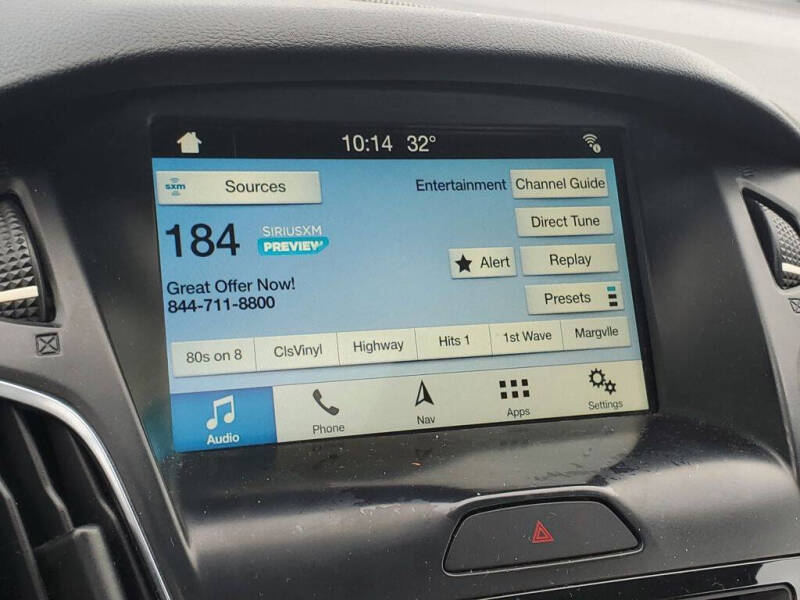 10:14 32°
sxm Sources
Entertainment
Channel Guide
184
SIRIUSXM
PREVIEW
Direct Tune
Alert
Replay
Great Offer Now!
844-711-8800
Presets
80s on 8 ClsVinyl Highway Hits 1 1st Wave Margvlle
Audio Phone Nav Apps Settings